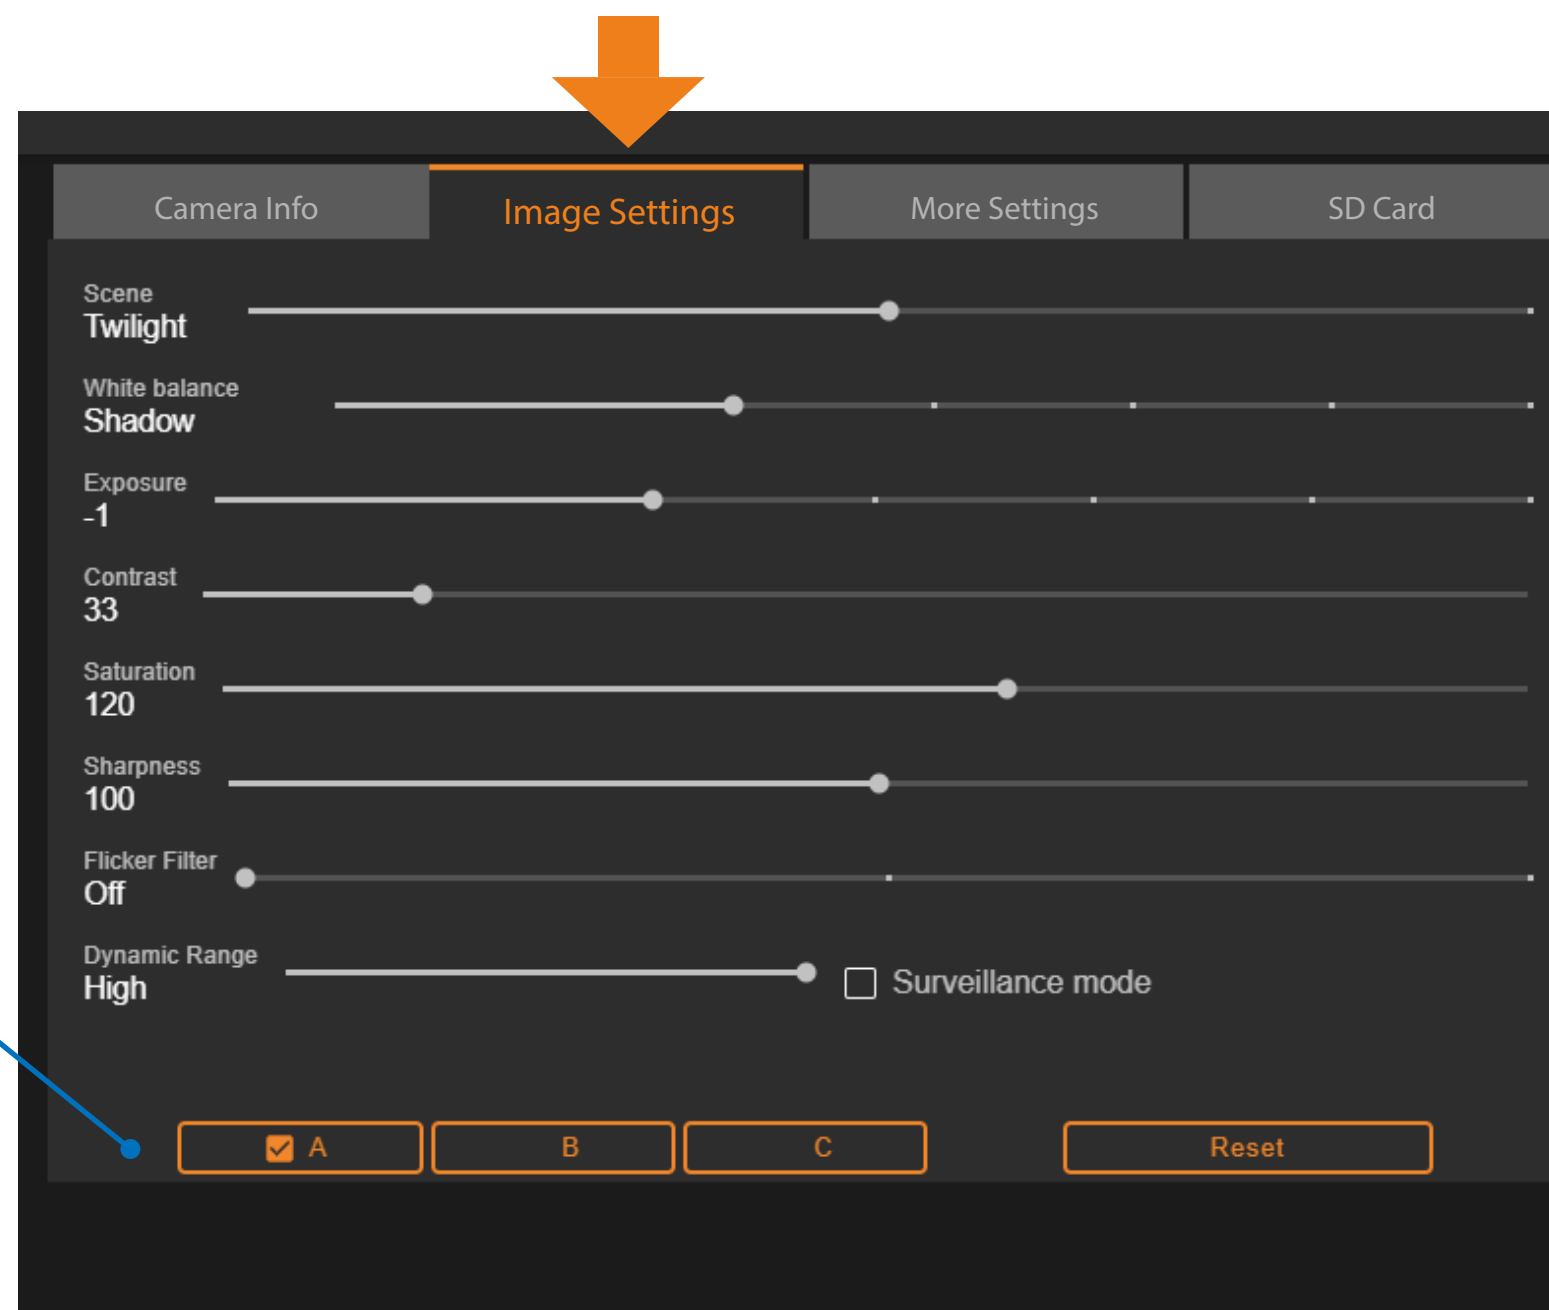 Camera Info
Image Settings
More Settings
SD Card
Scene
Twilight
White balance
Shadow
Exposure
-1
Contrast
33
Saturation
120
Sharpness
100
Flicker Filter
Off
Dynamic Range
High
Surveillance mode
A
B
C
Reset